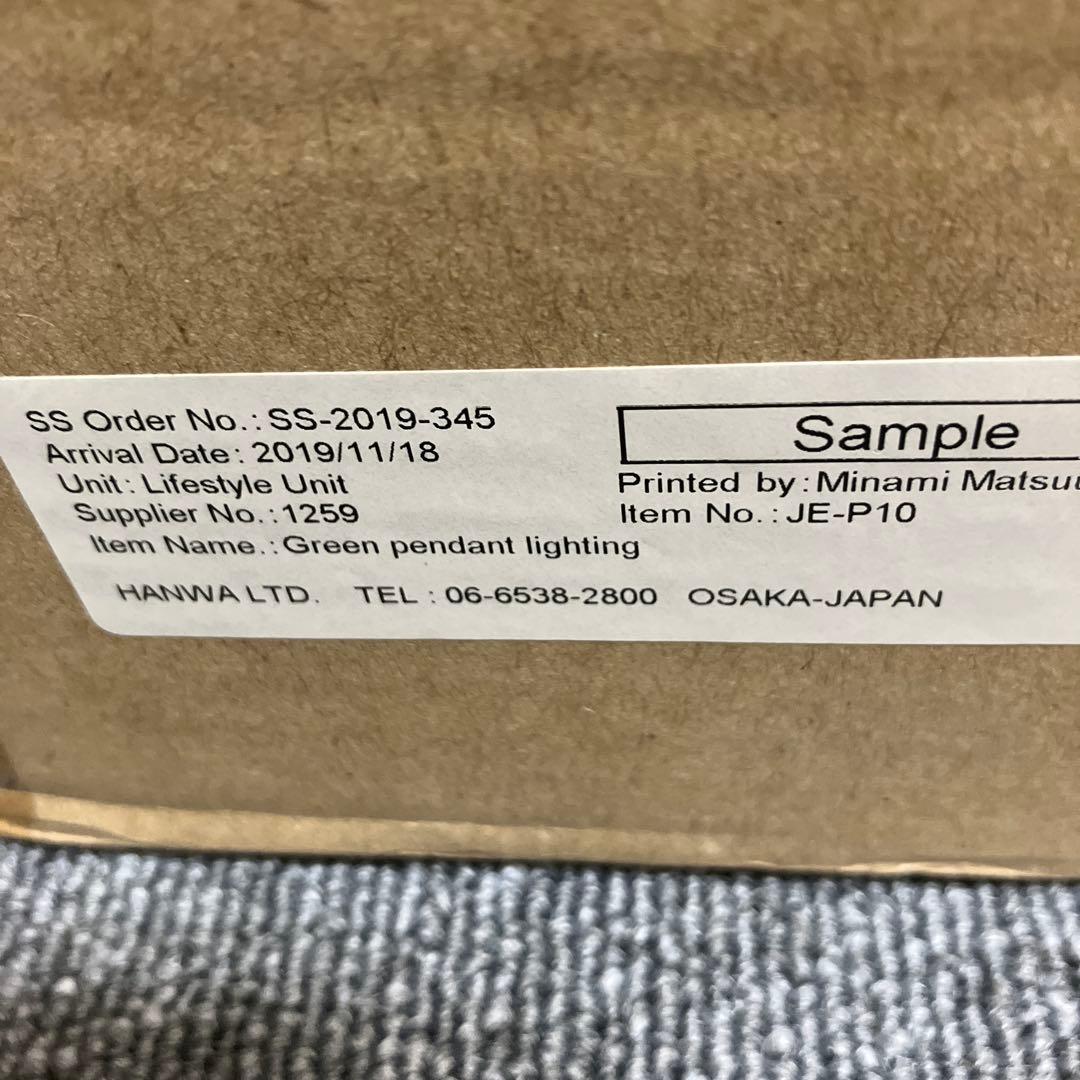 SS Order No.: SS-2019-345
Arrival Date: 2019/11/18
Unit: Lifestyle Unit
Supplier No.: 1259
Item Name.: Green pendant lighting
Sample
Printed by: Minami
Item No.: JE-P10
HANWA LTD. TEL : 06-6538-2800 OSAKA-JAPAN